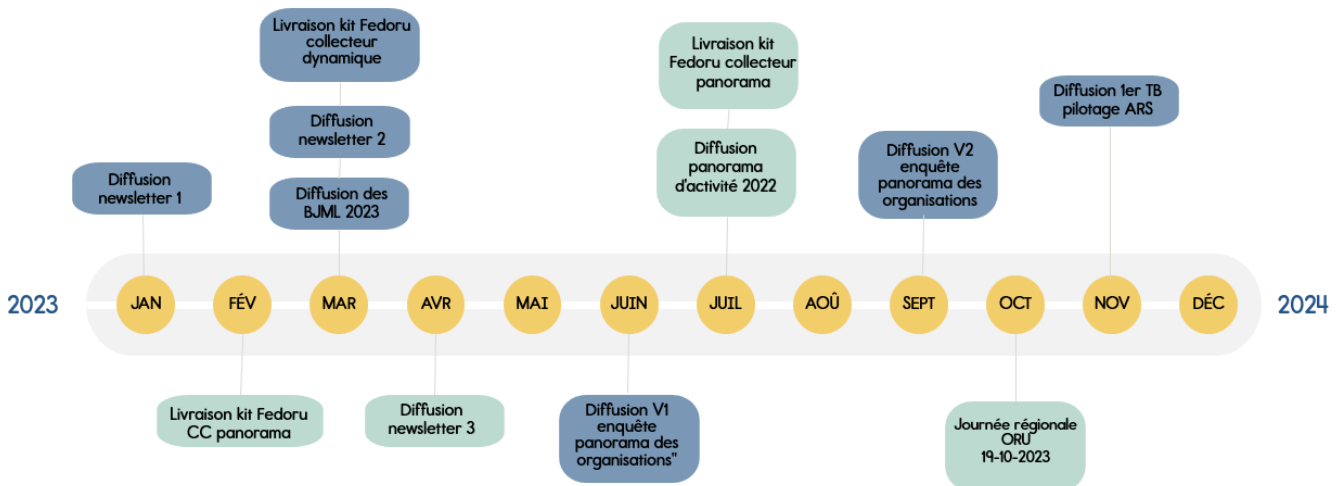 Livraison kit Fedoru
collecteur
dynamique
Livraison kit
Fedoru collecteur
panorama
Diffusion 1er TB
pilotage ARS
Diffusion
newsletter 2
Diffusion
panorama
d'activité 2022
Diffusion V2
enquête
panorama des
organisations
Diffusion
newsletter 1
Diffusion des
BJML 2023
2023
JAN
FÉV
MAR
AVR
MAI
JUIN
JUIL
AOÛ
SEPT
OCT
NOV
DÉC
2024
Livraison kit Fedoru
CC panorama
Diffusion
newsletter 3
Diffusion V1
enquête
panorama des
organisations"
Journée régionale
ORU
19-10-2023